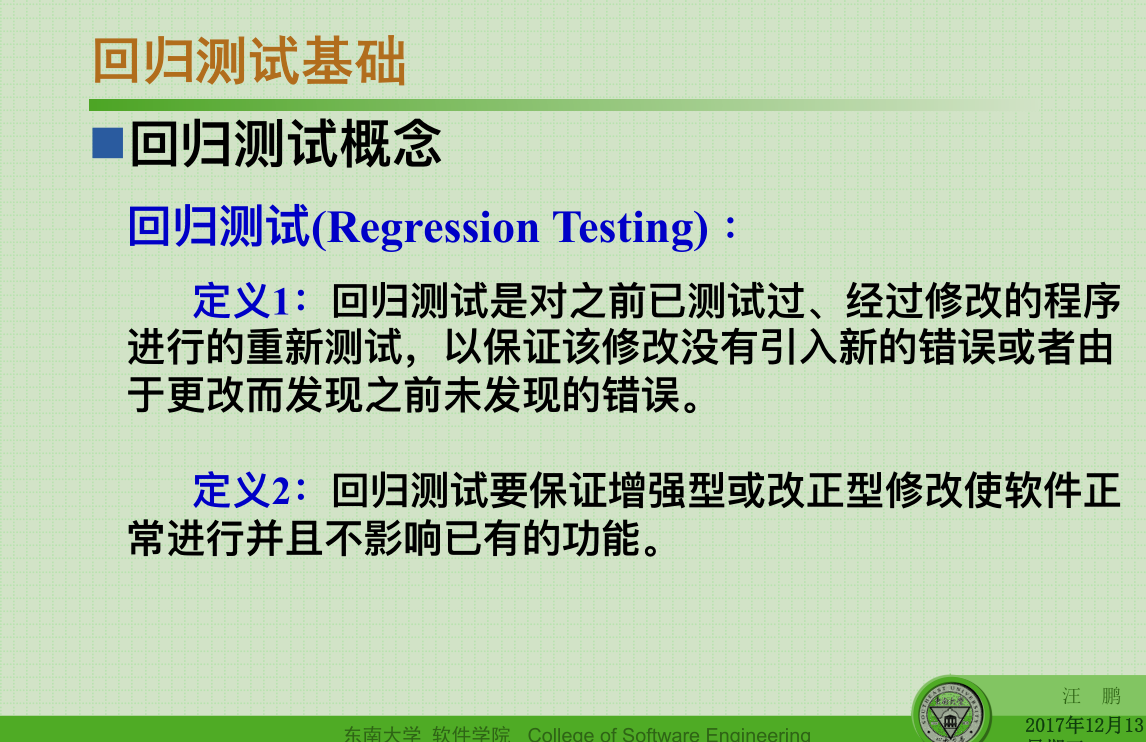 回归测试基础
回归测试概念
回归测试(Regression Testing)：
定义1：回归测试是对之前已测试过、经过修改的程序
进行的重新测试，以保证该修改没有引入新的错误或者由
于更改而发现之前未发现的错误。
定义2：回归测试要保证增强型或改正型修改使软件正
常进行并且不影响已有的功能。
汪 鹏
2017年12月13
东南大学 软件学院 College of Software Engineering